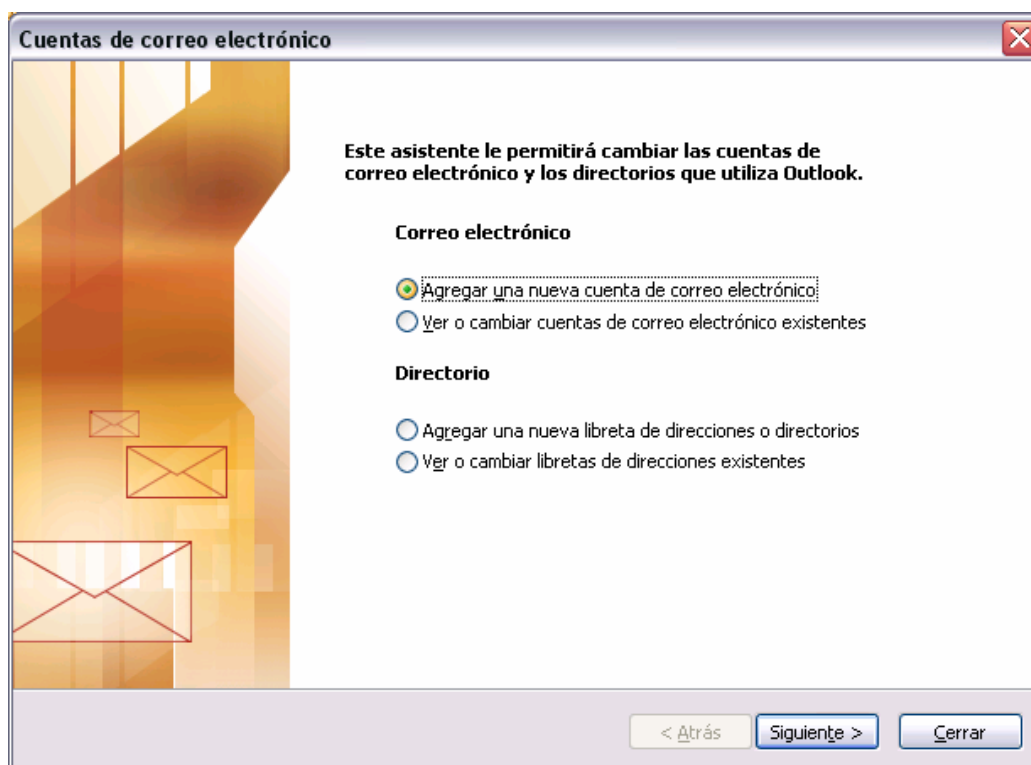 Cuentas de correo electrónico
Este asistente le permitirá cambiar las cuentas de
correo electrónico y los directorios que utiliza Outlook.
Correo electrónico
Agregar una nueva cuenta de correo electrónico
Ver o cambiar cuentas de correo electrónico existentes
Directorio
Agregar una nueva libreta de direcciones o directorios
Ver o cambiar libretas de direcciones existentes
< Atrás
Siguiente >
Cerrar